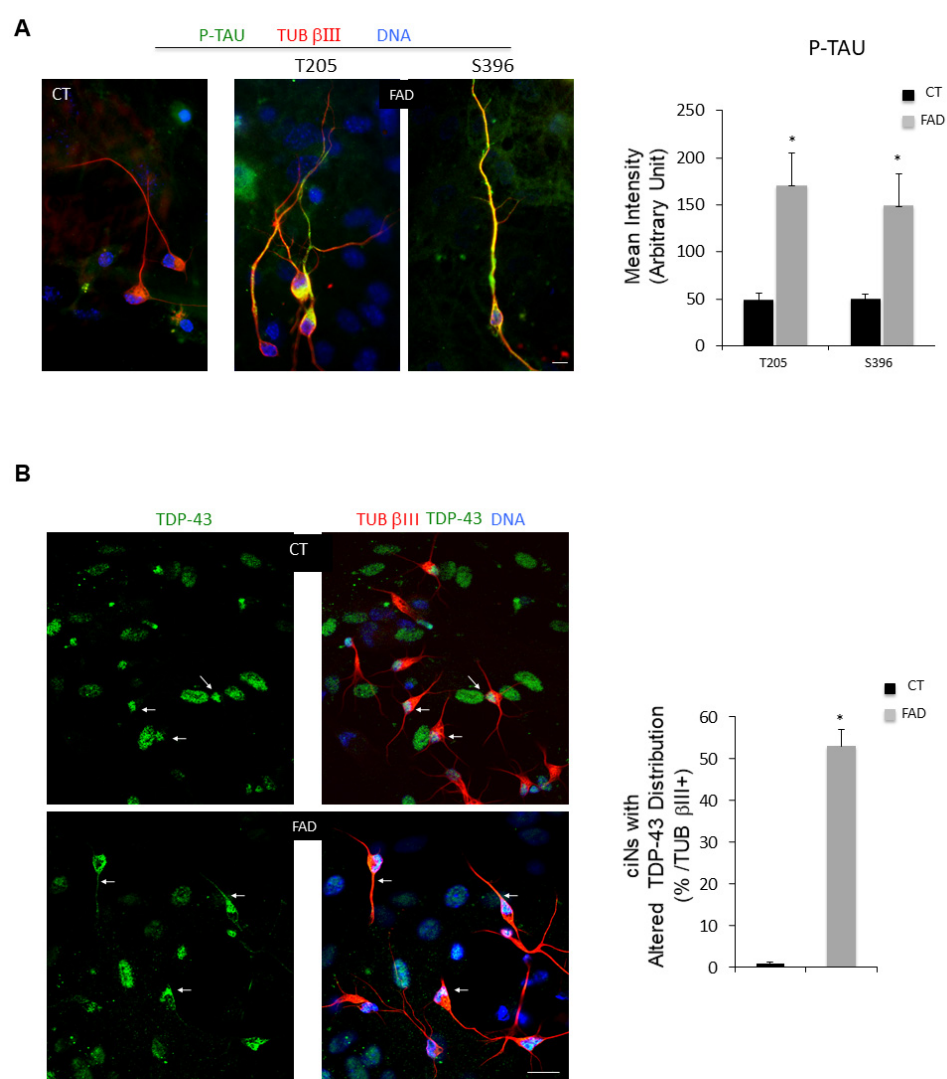 A
P-TAU TUB βIII DNA
T205 S396
CT
FAD
P-TAU
CT
FAD
Mean Intensity
(Arbitrary Unit)
250
200
150
100
50
0
*
*
T205 S396
B
TDP-43
TUB βIII TDP-43 DNA
CT
FAD
CT
FAD
ciNs with
Altered TDP-43 Distribution
(% /TUB βIII+)
60
50
40
30
20
10
0
*